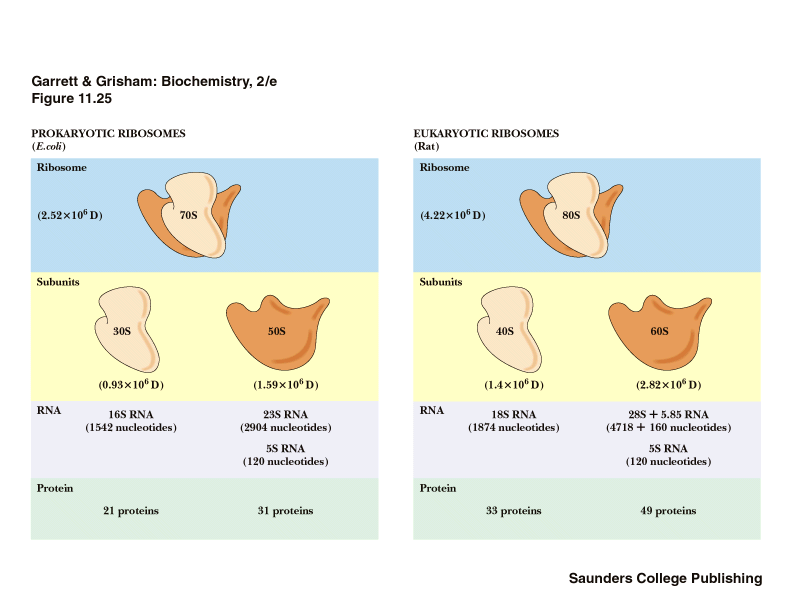 Garrett & Grisham: Biochemistry, 2/e
Figure 11.25
PROKARYOTIC RIBOSOMES
(E.coli)
Ribosome
(2.52×10⁶ D)
70S
Subunits
30S
50S
(0.93×10⁶ D)
(1.59×10⁶ D)
RNA
16S RNA
(1542 nucleotides)
23S RNA
(2904 nucleotides)
5S RNA
(120 nucleotides)
Protein
21 proteins
31 proteins
EUKARYOTIC RIBOSOMES
(Rat)
Ribosome
(4.22×10⁶ D)
80S
Subunits
40S
60S
(1.4×10⁶ D)
(2.82×10⁶ D)
RNA
18S RNA
(1874 nucleotides)
28S + 5.85 RNA
(4718 + 160 nucleotides)
5S RNA
(120 nucleotides)
Protein
33 proteins
49 proteins
Saunders College Publishing